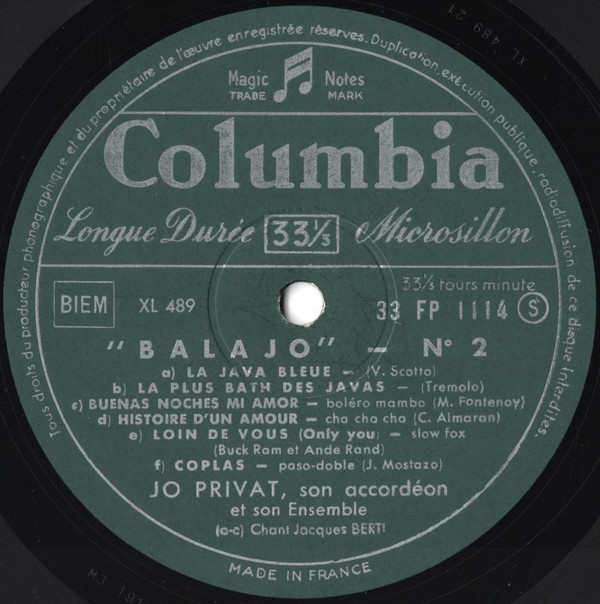 Tous droits du producteur phonographique et du propriétaire de l'œuvre enregistrée réservés. Duplication, exécution publique, radiodiffusion de ce disque interdites.
XL 489 21
Magic Notes
TRADE MARK
Columbia
Longue Durée 33⅓ Microsillon
33⅓ tours minute
BIEM XL 489 33 FP 1114 S
"BALAJO" - N° 2
a) LA JAVA BLEUE - (V. Scotto)
b) LA PLUS BATH DES JAVAS - (Tremolo)
c) BUENAS NOCHES MI AMOR - boléro mambo (M. Fontenoy)
d) HISTOIRE D'UN AMOUR - cha cha cha (C. Almaran)
e) LOIN DE VOUS (Only you) - slow fox
(Buck Ram et Ande Rand)
f) COPLAS - paso-doble (J. Mostazo)
JO PRIVAT, son accordéon
et son Ensemble
(a-c) Chant Jacques BERTI
MADE IN FRANCE
M3 191